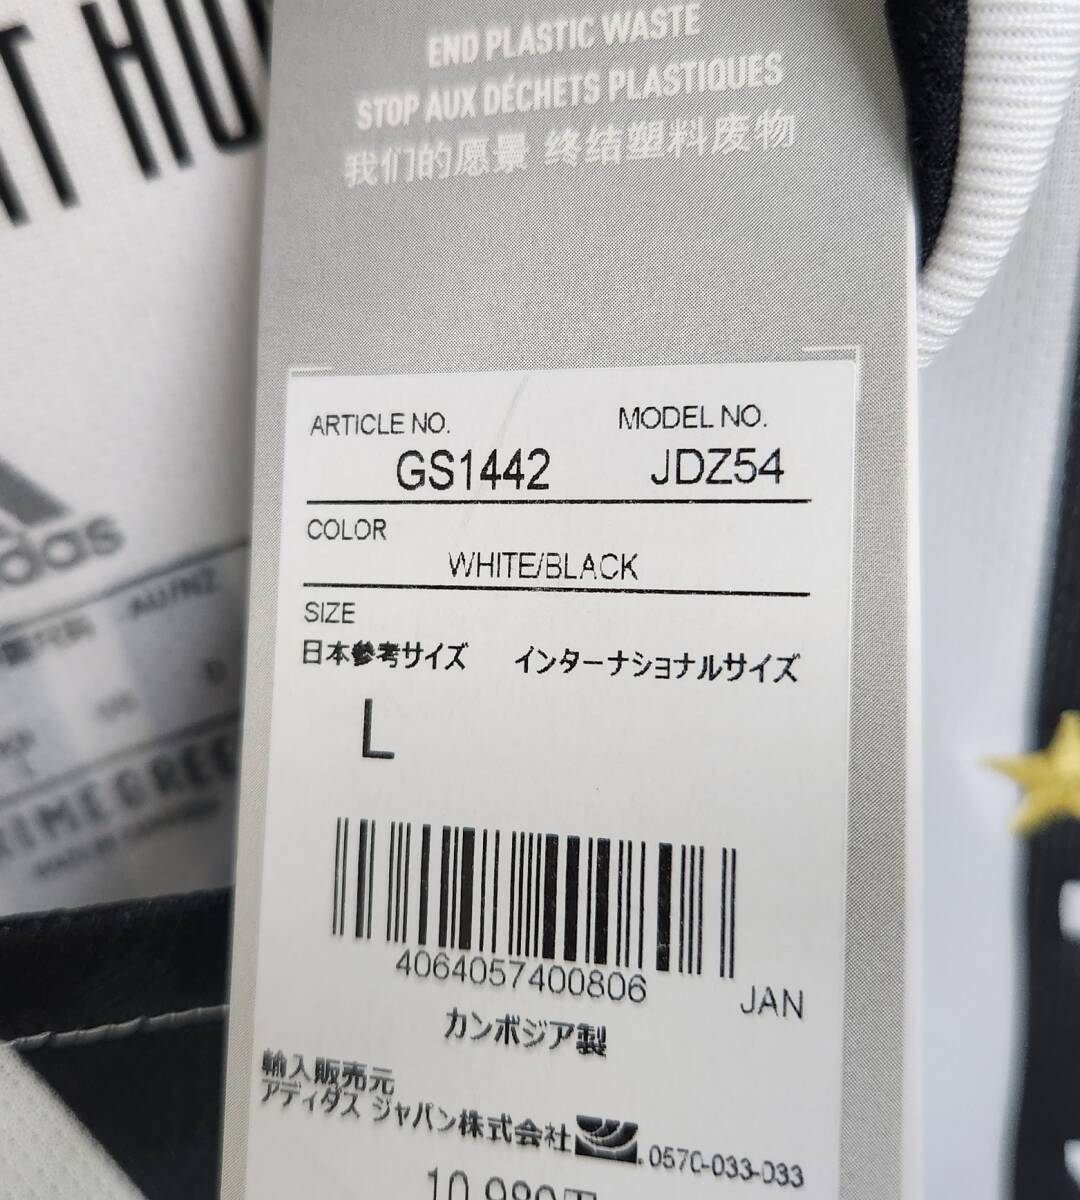 END PLASTIC WASTE
STOP AUX DÉCHETS PLASTIQUES
我们的愿景 终结塑料废物
ARTICLE NO. MODEL NO.
GS1442 JDZ54
COLOR
WHITE/BLACK
SIZE
日本参考サイズ インターナショナルサイズ
L
4064057400806
JAN
カンボジア製
輸入販売元
アディダス ジャパン株式会社 0570-033-033
AU/NZ